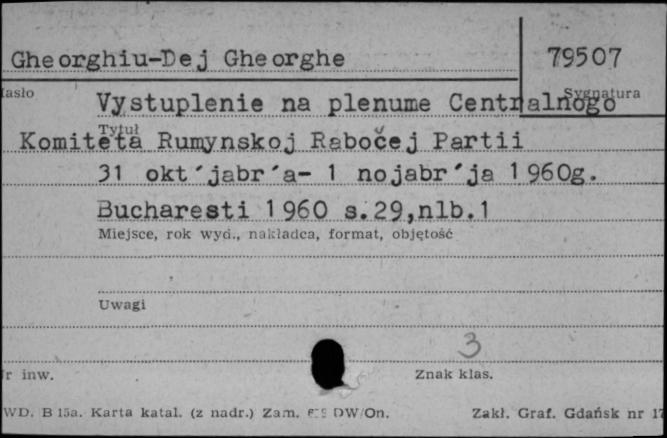 Gheorghiu-Dej Gheorghe 79507
Hasło Sygnatura
Vystuplenie na plenume Centralnogo
Tytuł
Komiteta Rumynskoj Rabočej Partii
31 okt´jabr´a- 1 nojabr´ja 1960g.
Bucharesti 1960 s.29,nlb.1
Miejsce, rok wyd., nakładca, format, objętość
Uwagi
3
r inw. Znak klas.
WD. B 15a. Karta katal. (z nadr.) Zam. DW/On. Zakł. Graf. Gdańsk nr 17